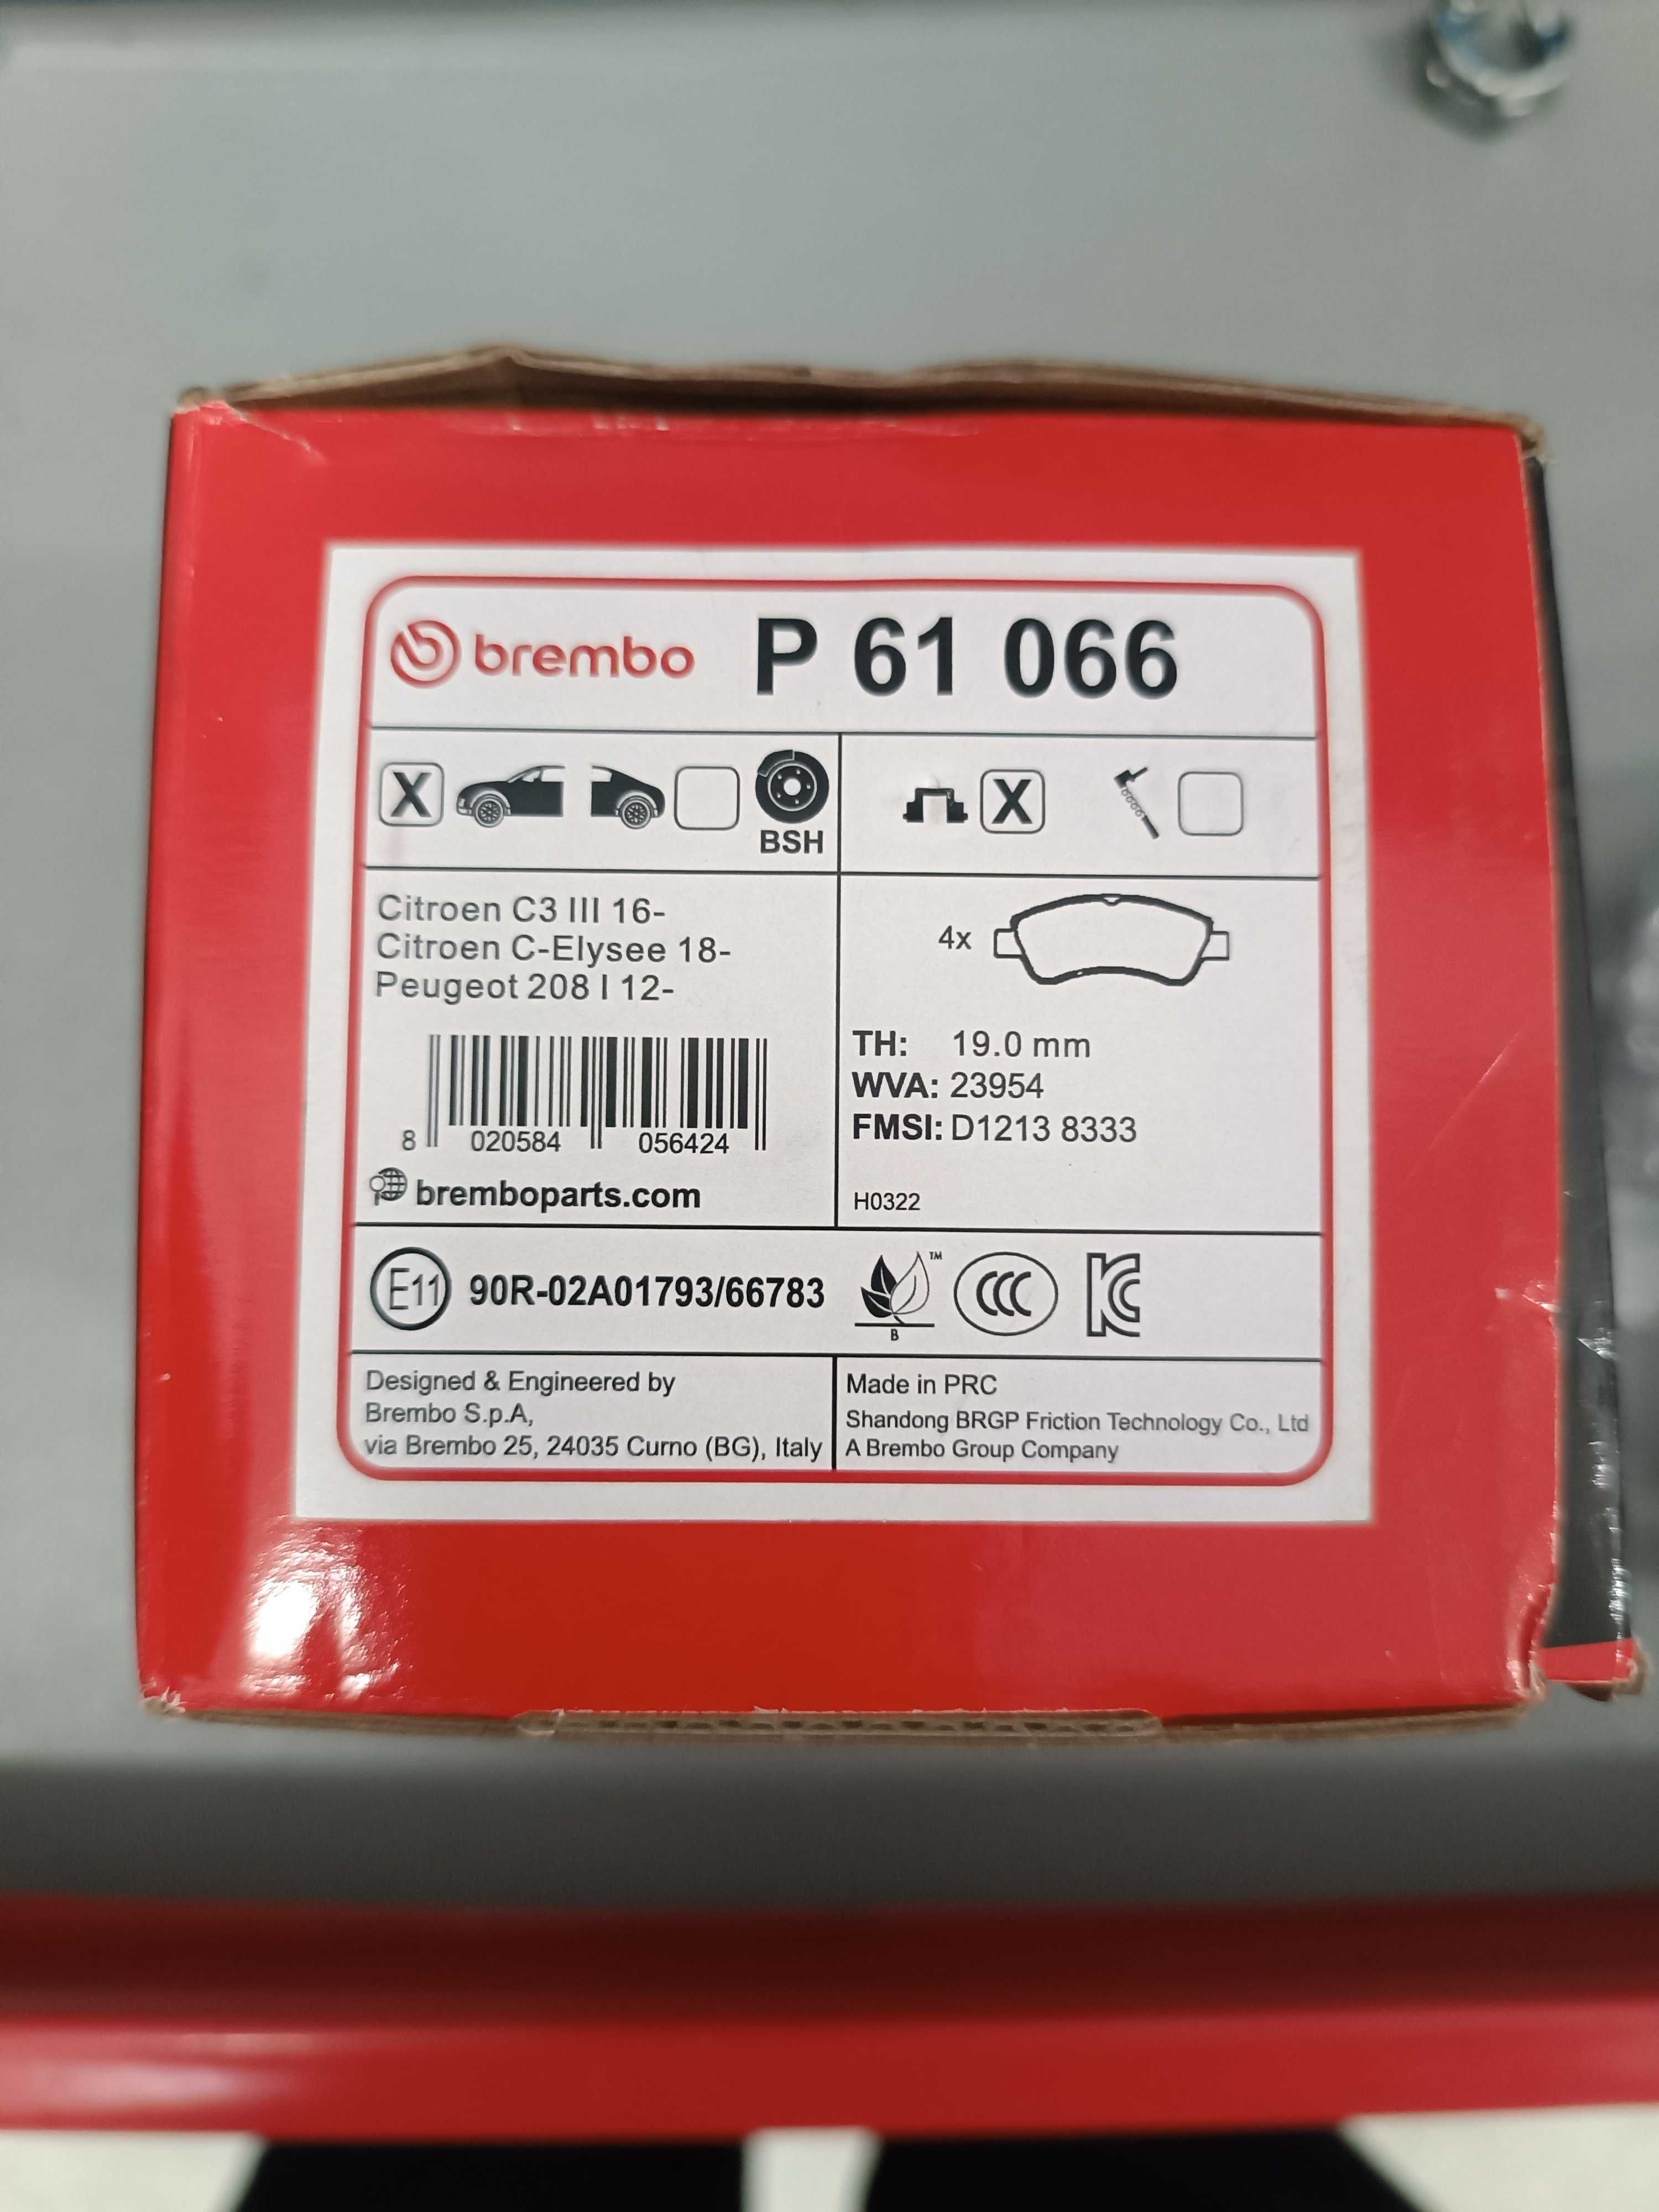 brembo P 61 066
X BSH X
Citroen C3 III 16-
Citroen C-Elysee 18-
Peugeot 208 I 12-
8 020584 056424
bremboparts.com
4x
TH: 19.0 mm
WVA: 23954
FMSI: D1213 8333
H0322
E11 90R-02A01793/66783 TM B CCC KC
Designed & Engineered by
Brembo S.p.A,
via Brembo 25, 24035 Curno (BG), Italy
Made in PRC
Shandong BRGP Friction Technology Co., Ltd
A Brembo Group Company